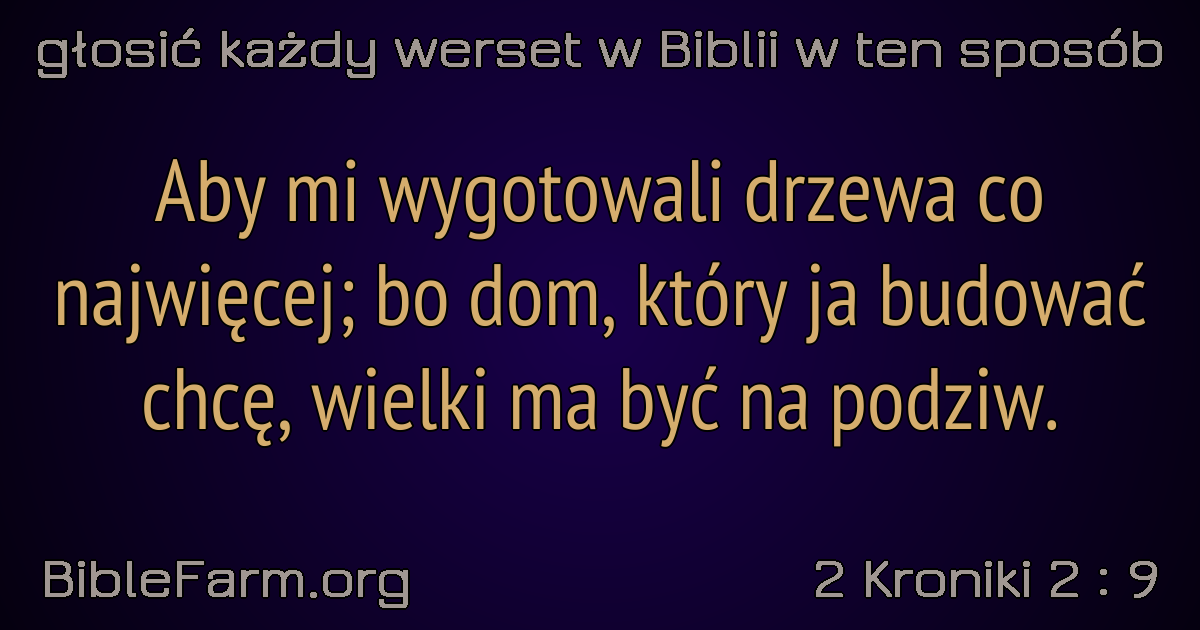 głosić każdy werset w Biblii w ten sposób
Aby mi wygotowali drzewa co
najwięcej; bo dom, który ja budować
chcę, wielki ma być na podziw.
BibleFarm.org
2 Kroniki 2 : 9